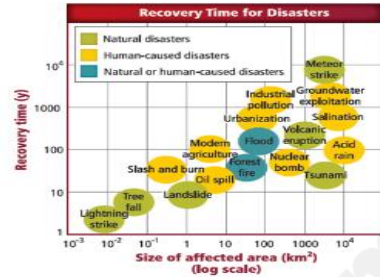 Recovery Time for Disasters
Natural disasters
Human-caused disasters
Natural or human-caused disasters
Recovery time (y)
10⁴
1000
100
10
1
Meteor
strike
Groundwater
exploitation
Industrial
pollution
Urbanization
Salination
Volcanic
eruption
Flood
Modern
agriculture
Acid
rain
Slash and burn
Forest
fire
Nuclear
bomb
Oil spill
Tsunami
Landslide
Tree
fall
Lightning
strike
10⁻³
10⁻²
10⁻¹
1
10
100
1000
10⁴
Size of affected area (km²)
(log scale)